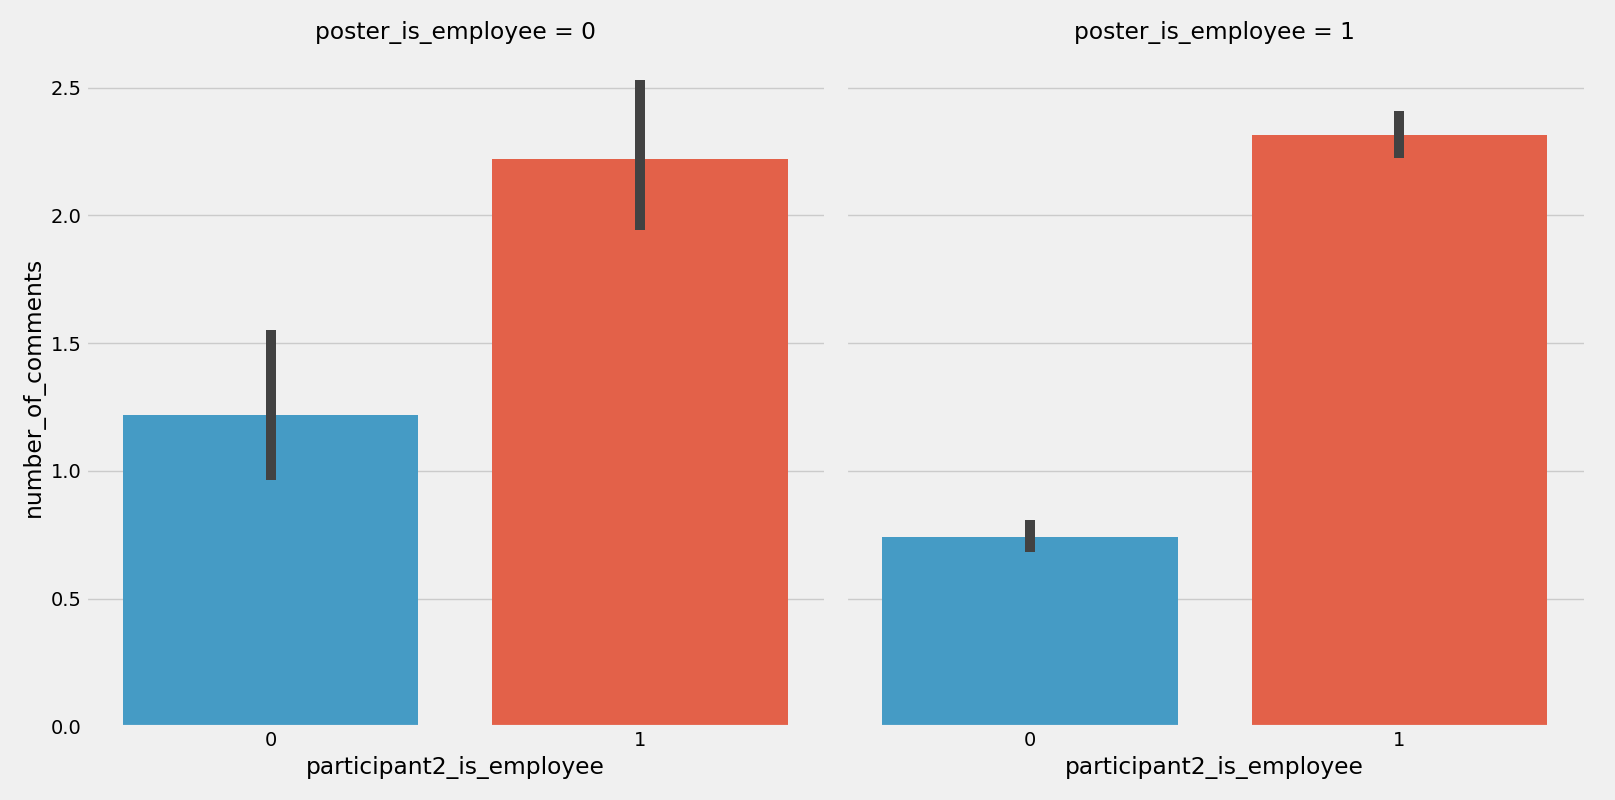 poster_is_employee = 0
poster_is_employee = 1
number_of_comments
2.5
2.0
1.5
1.0
0.5
0.0
0
1
0
1
participant2_is_employee
participant2_is_employee